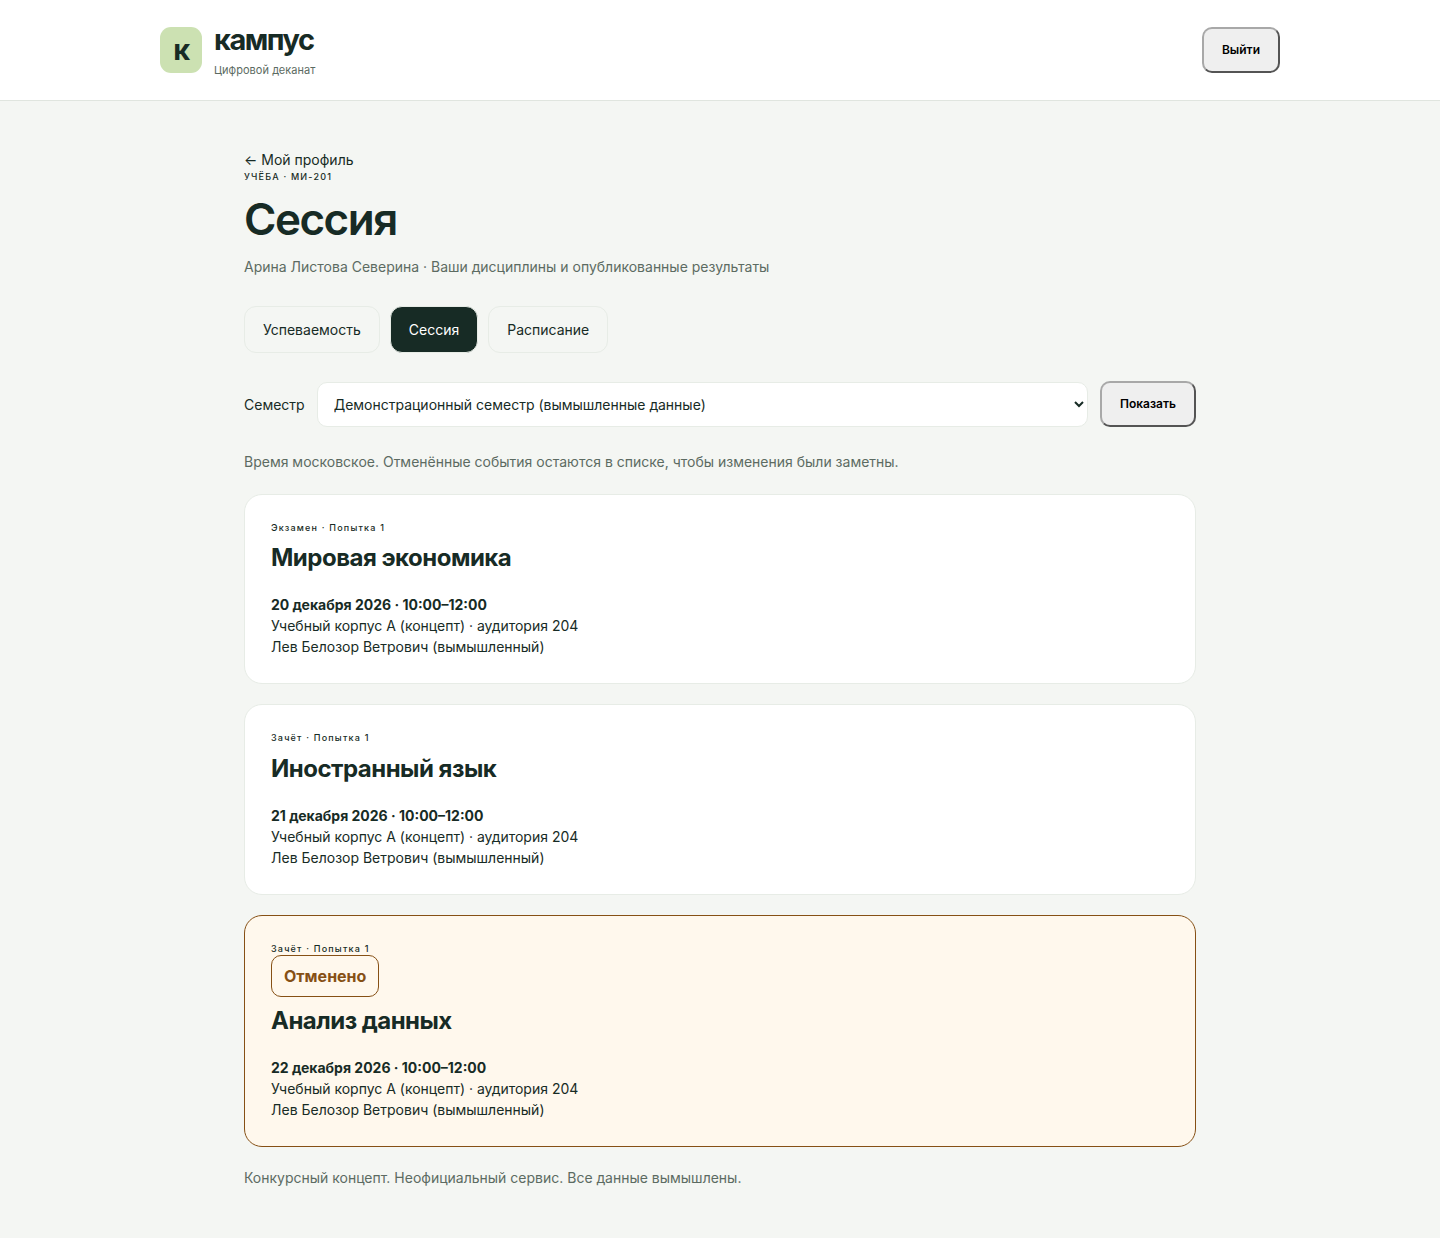 к
кампус
Цифровой деканат
Выйти
← Мой профиль
УЧЁБА · МИ-201
Сессия
Арина Листова Северина · Ваши дисциплины и опубликованные результаты
Успеваемость
Сессия
Расписание
Семестр
Демонстрационный семестр (вымышленные данные)
Показать
Время московское. Отменённые события остаются в списке, чтобы изменения были заметны.
Экзамен · Попытка 1
Мировая экономика
20 декабря 2026 · 10:00–12:00
Учебный корпус А (концепт) · аудитория 204
Лев Белозор Ветрович (вымышленный)
Зачёт · Попытка 1
Иностранный язык
21 декабря 2026 · 10:00–12:00
Учебный корпус А (концепт) · аудитория 204
Лев Белозор Ветрович (вымышленный)
Зачёт · Попытка 1
Отменено
Анализ данных
22 декабря 2026 · 10:00–12:00
Учебный корпус А (концепт) · аудитория 204
Лев Белозор Ветрович (вымышленный)
Конкурсный концепт. Неофициальный сервис. Все данные вымышлены.